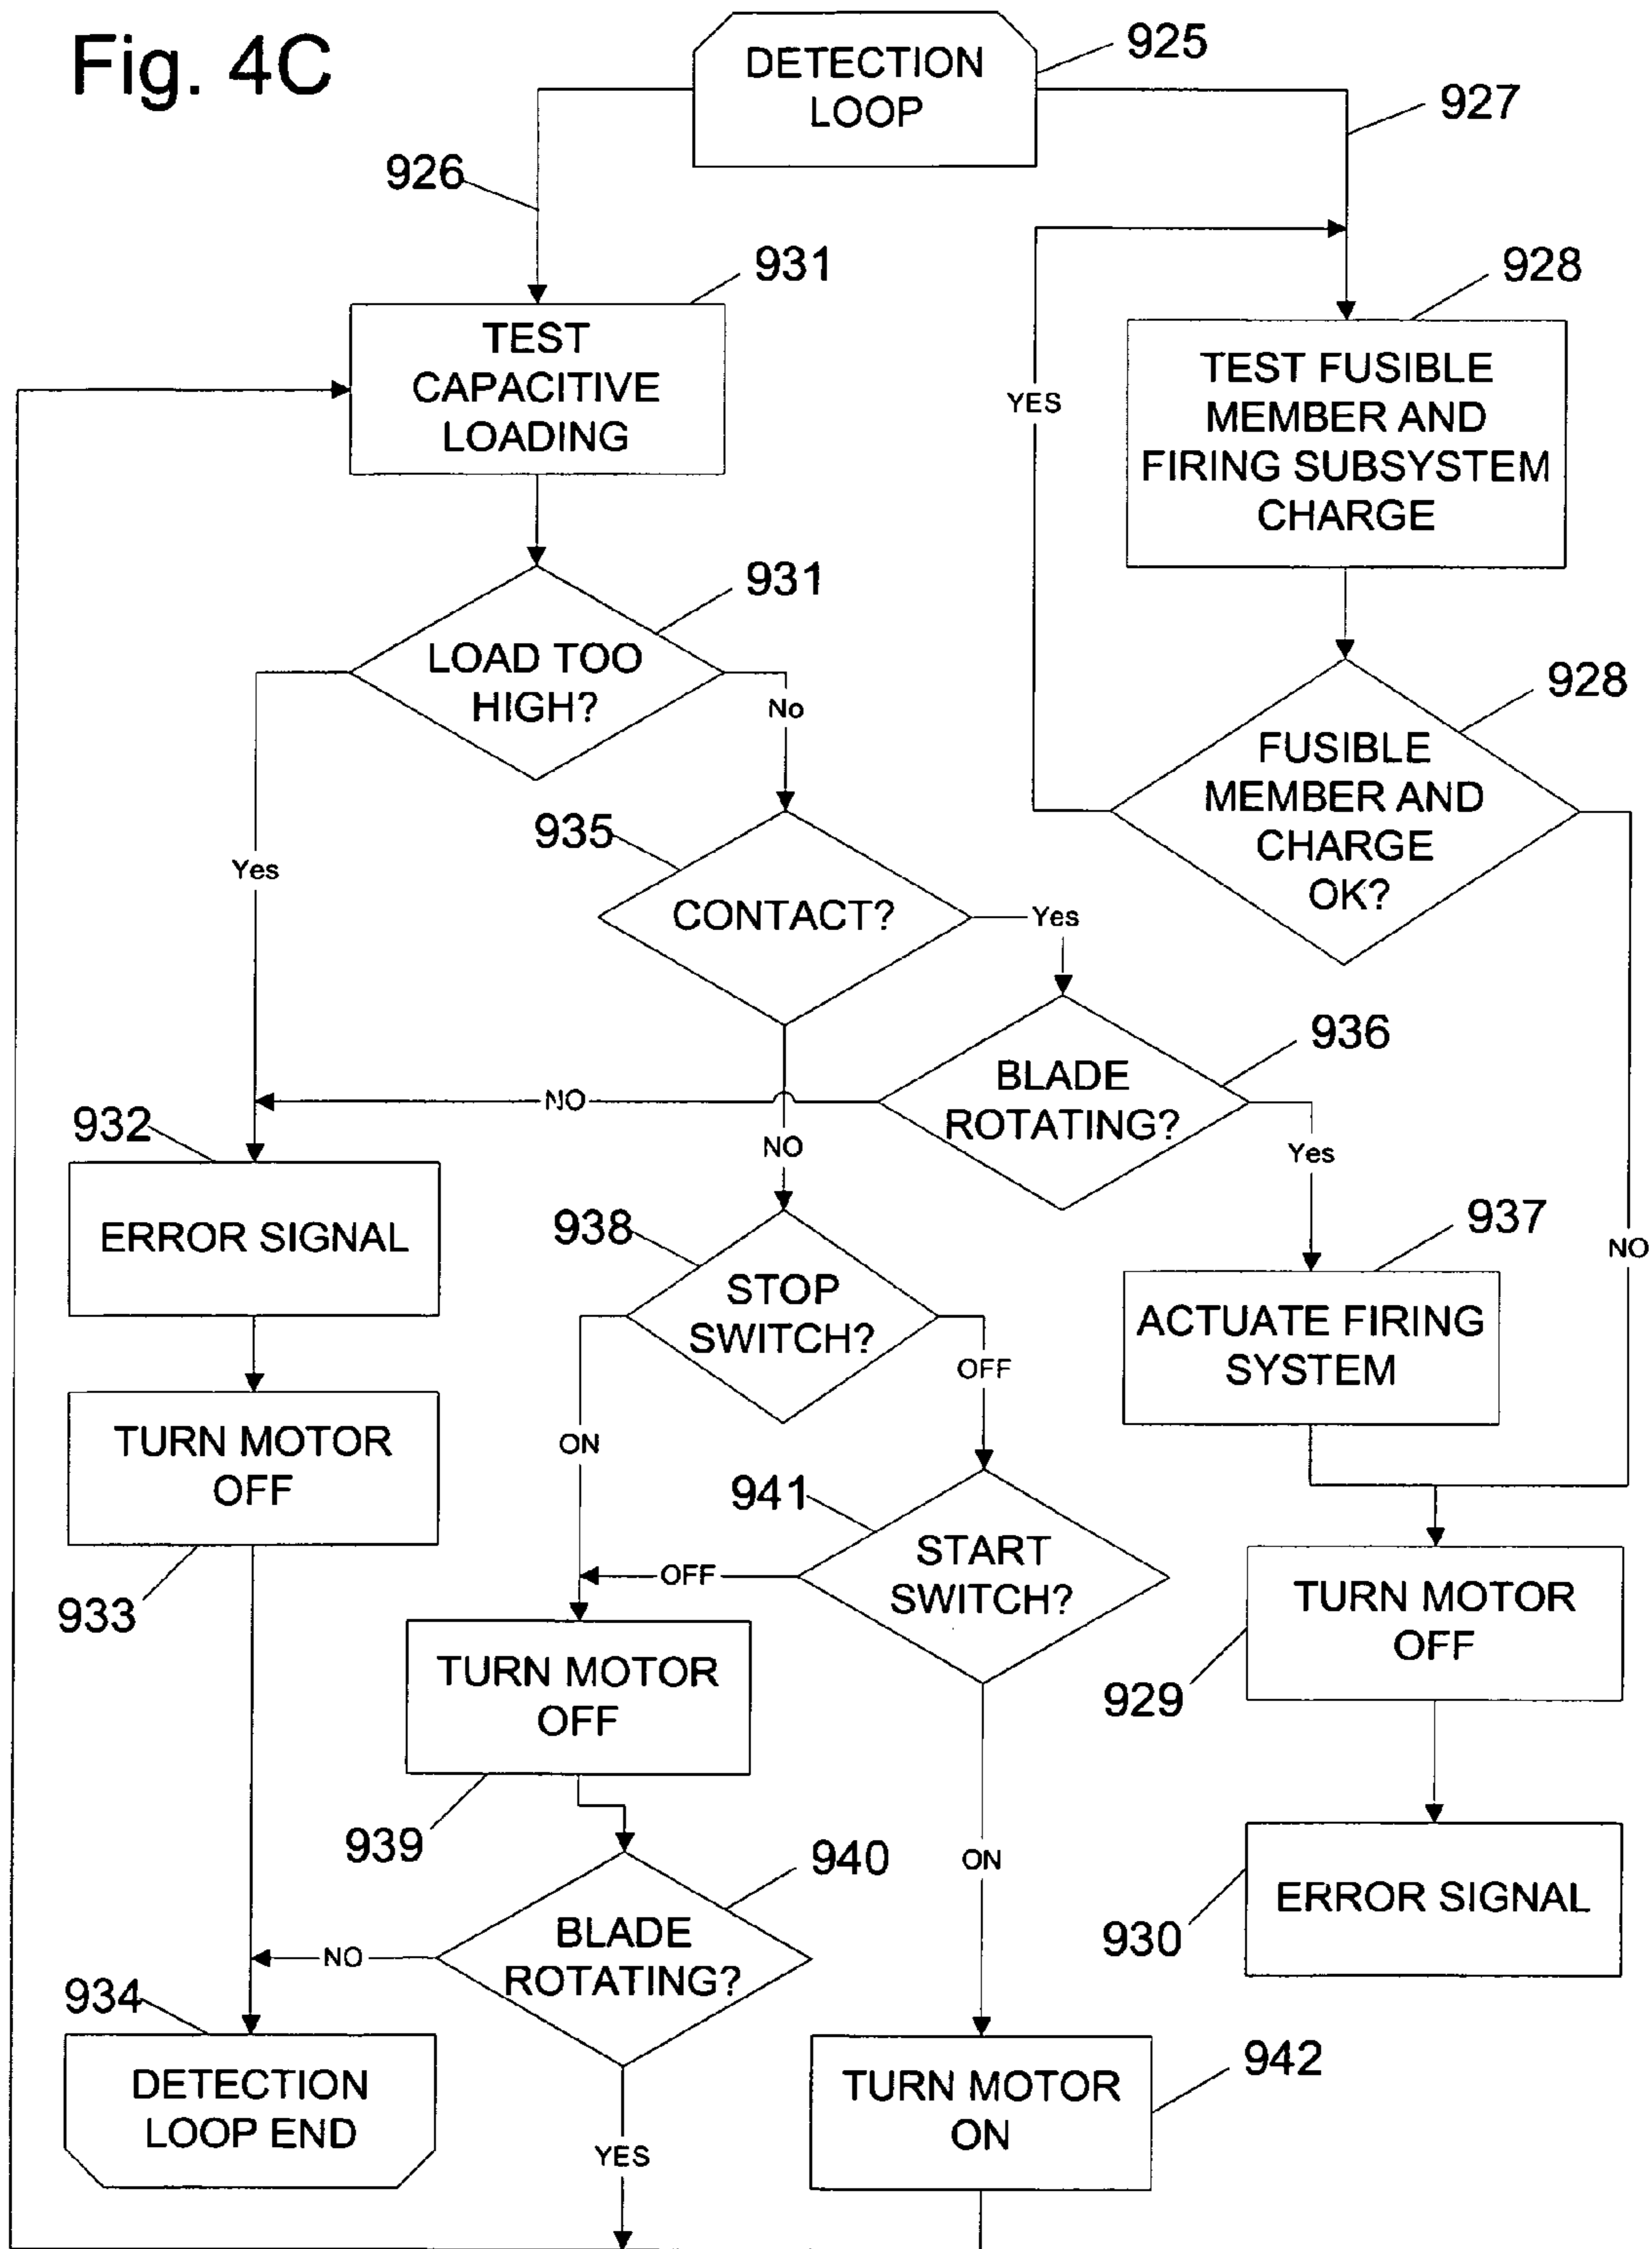 Fig. 4C
DETECTION
LOOP
925
927
926
931
TEST
CAPACITIVE
LOADING
928
TEST FUSIBLE
MEMBER AND
FIRING SUBSYSTEM
CHARGE
YES
931
LOAD TOO
HIGH?
No
Yes
928
FUSIBLE
MEMBER AND
CHARGE
OK?
NO
935
CONTACT?
Yes
NO
936
BLADE
ROTATING?
NO
Yes
932
ERROR SIGNAL
938
STOP
SWITCH?
ON
OFF
937
ACTUATE FIRING
SYSTEM
TURN MOTOR
OFF
933
941
START
SWITCH?
OFF
ON
TURN MOTOR
OFF
929
TURN MOTOR
OFF
939
940
BLADE
ROTATING?
NO
YES
ERROR SIGNAL
930
934
DETECTION
LOOP END
942
TURN MOTOR
ON